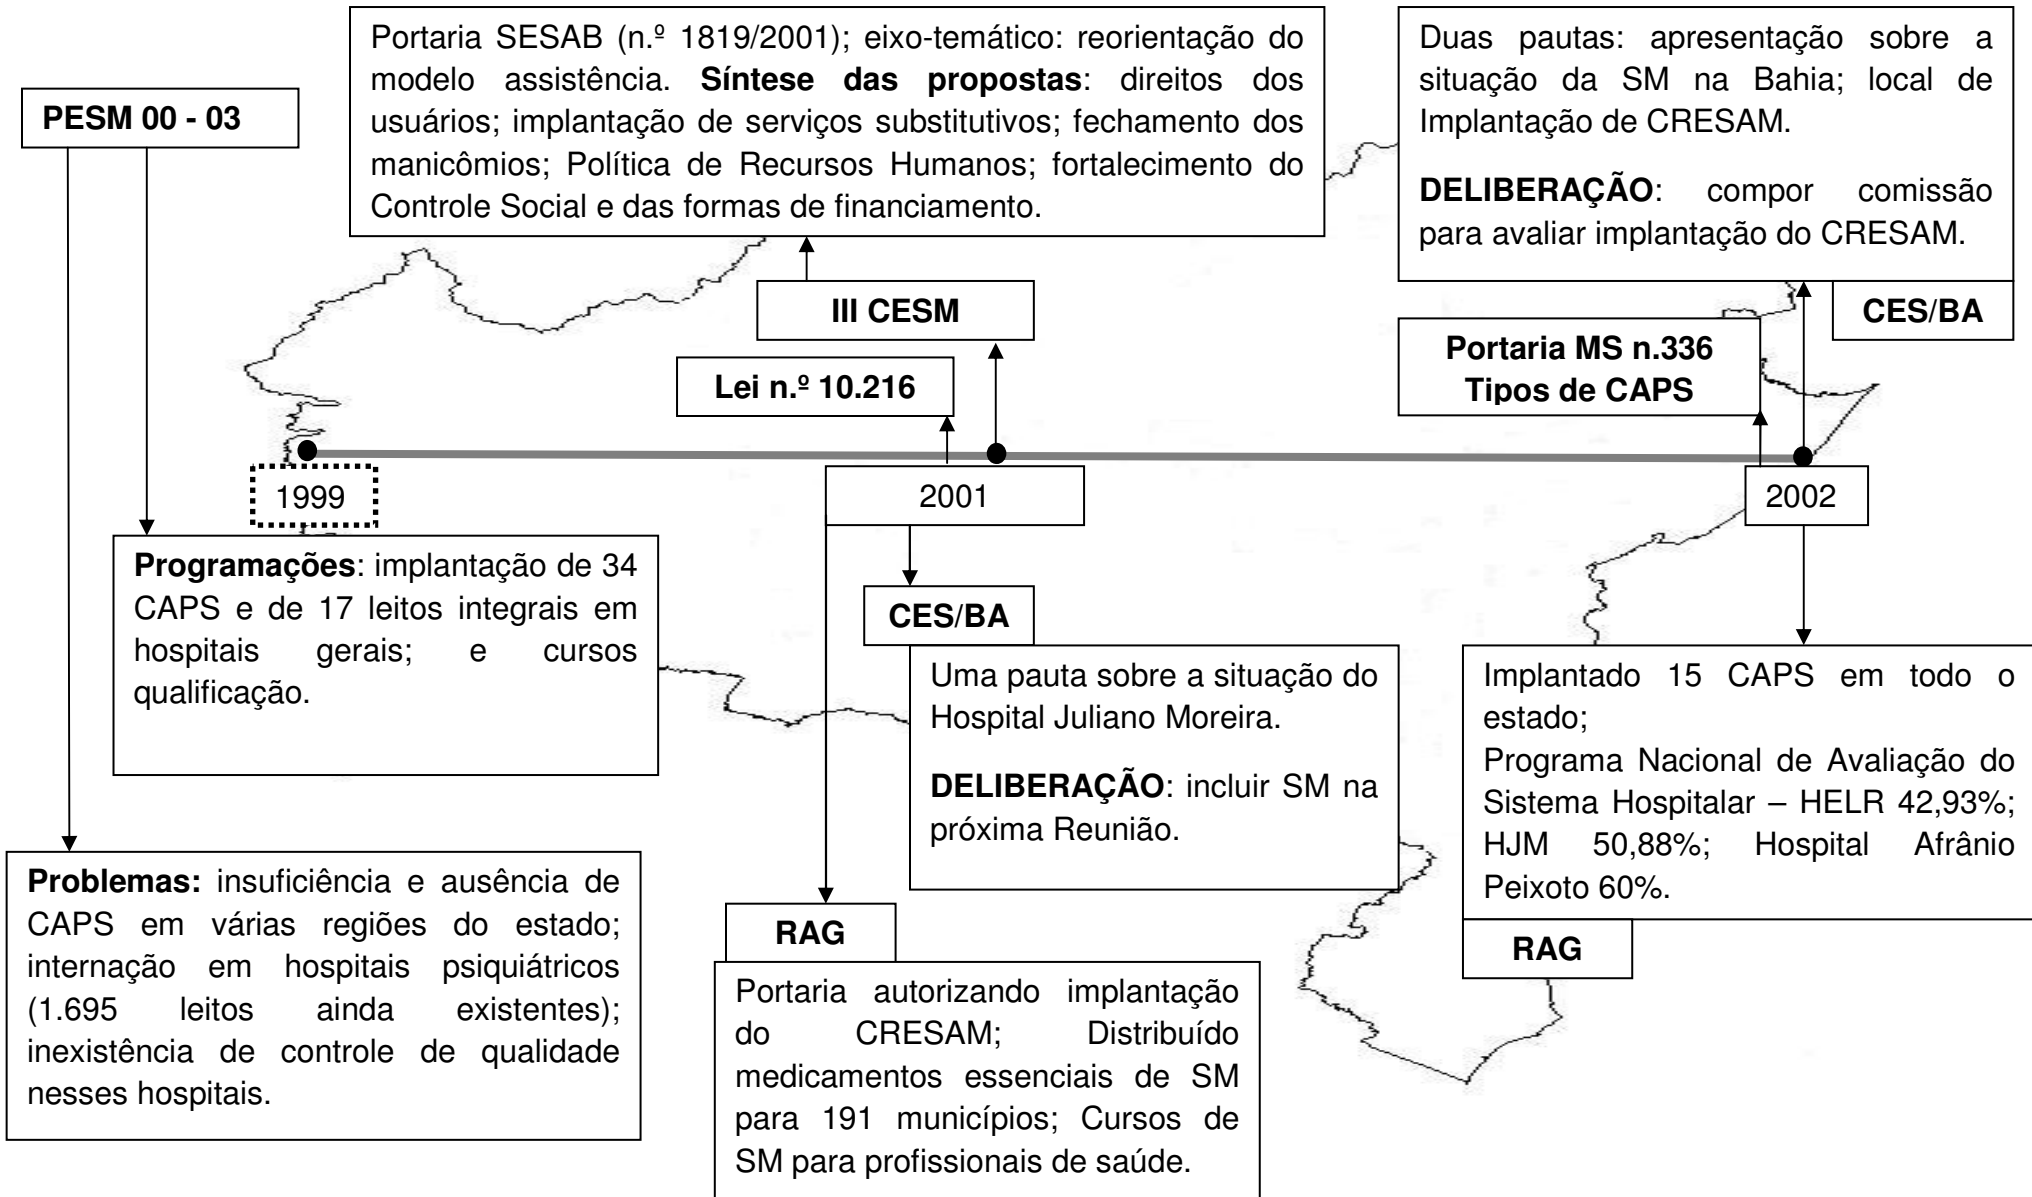 PESM 00 - 03
Portaria SESAB (n.º 1819/2001); eixo-temático: reorientação do
modelo assistência. Síntese das propostas: direitos dos
usuários; implantação de serviços substitutivos; fechamento dos
manicômios; Política de Recursos Humanos; fortalecimento do
Controle Social e das formas de financiamento.
Duas pautas: apresentação sobre a
situação da SM na Bahia; local de
Implantação de CRESAM.
DELIBERAÇÃO: compor comissão
para avaliar implantação do CRESAM.
CES/BA
III CESM
Lei n.º 10.216
Portaria MS n.336
Tipos de CAPS
1999
2001
2002
Programações: implantação de 34
CAPS e de 17 leitos integrais em
hospitais gerais; e cursos
qualificação.
CES/BA
Uma pauta sobre a situação do
Hospital Juliano Moreira.
DELIBERAÇÃO: incluir SM na
próxima Reunião.
Implantado 15 CAPS em todo o
estado;
Programa Nacional de Avaliação do
Sistema Hospitalar – HELR 42,93%;
HJM 50,88%; Hospital Afrânio
Peixoto 60%.
RAG
Problemas: insuficiência e ausência de
CAPS em várias regiões do estado;
internação em hospitais psiquiátricos
(1.695 leitos ainda existentes);
inexistência de controle de qualidade
nesses hospitais.
RAG
Portaria autorizando implantação
do CRESAM; Distribuído
medicamentos essenciais de SM
para 191 municípios; Cursos de
SM para profissionais de saúde.